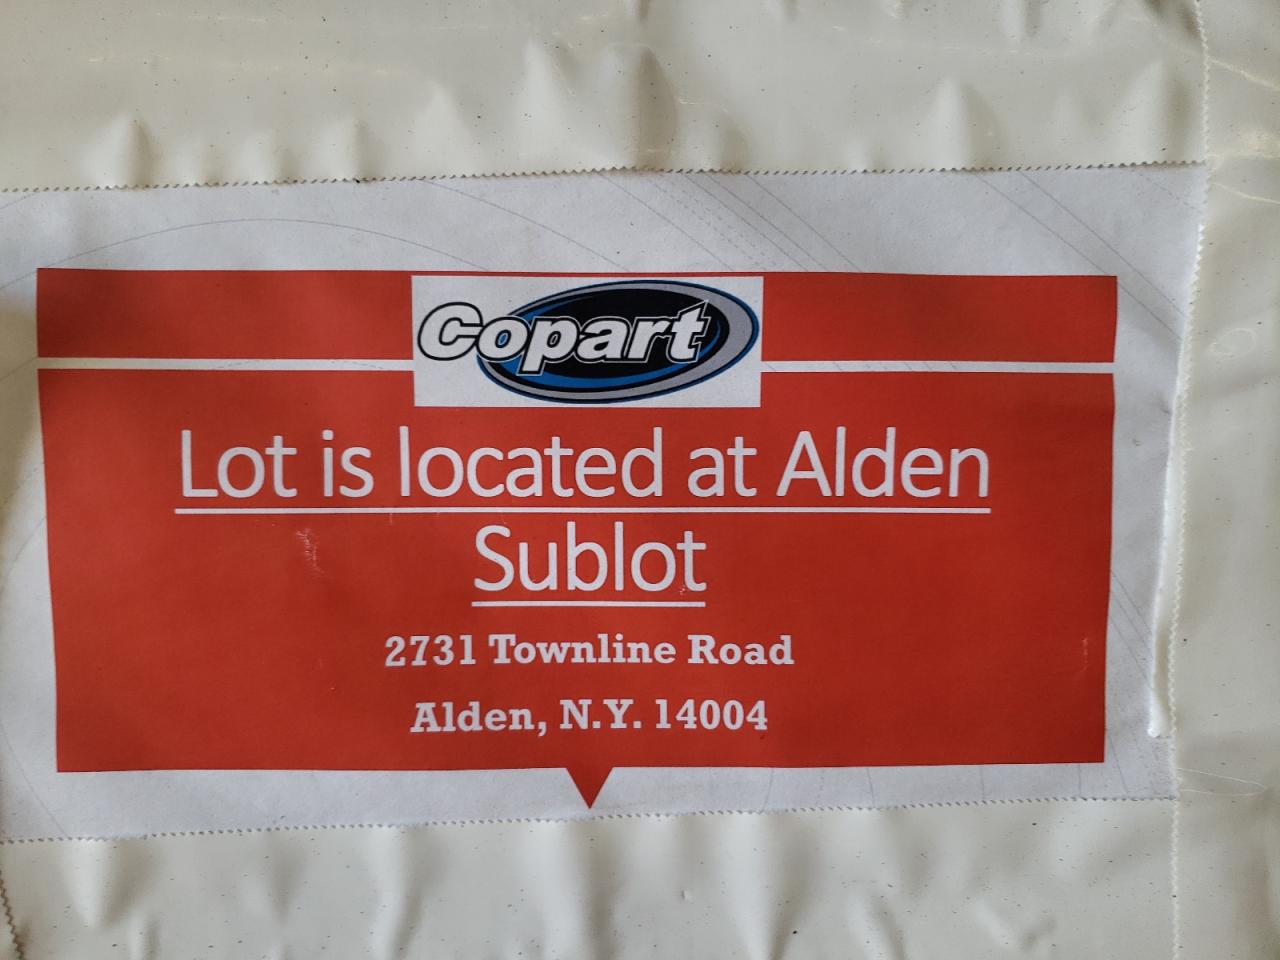 Copart
Lot is located at Alden
Sublot
2731 Townline Road
Alden, N.Y. 14004